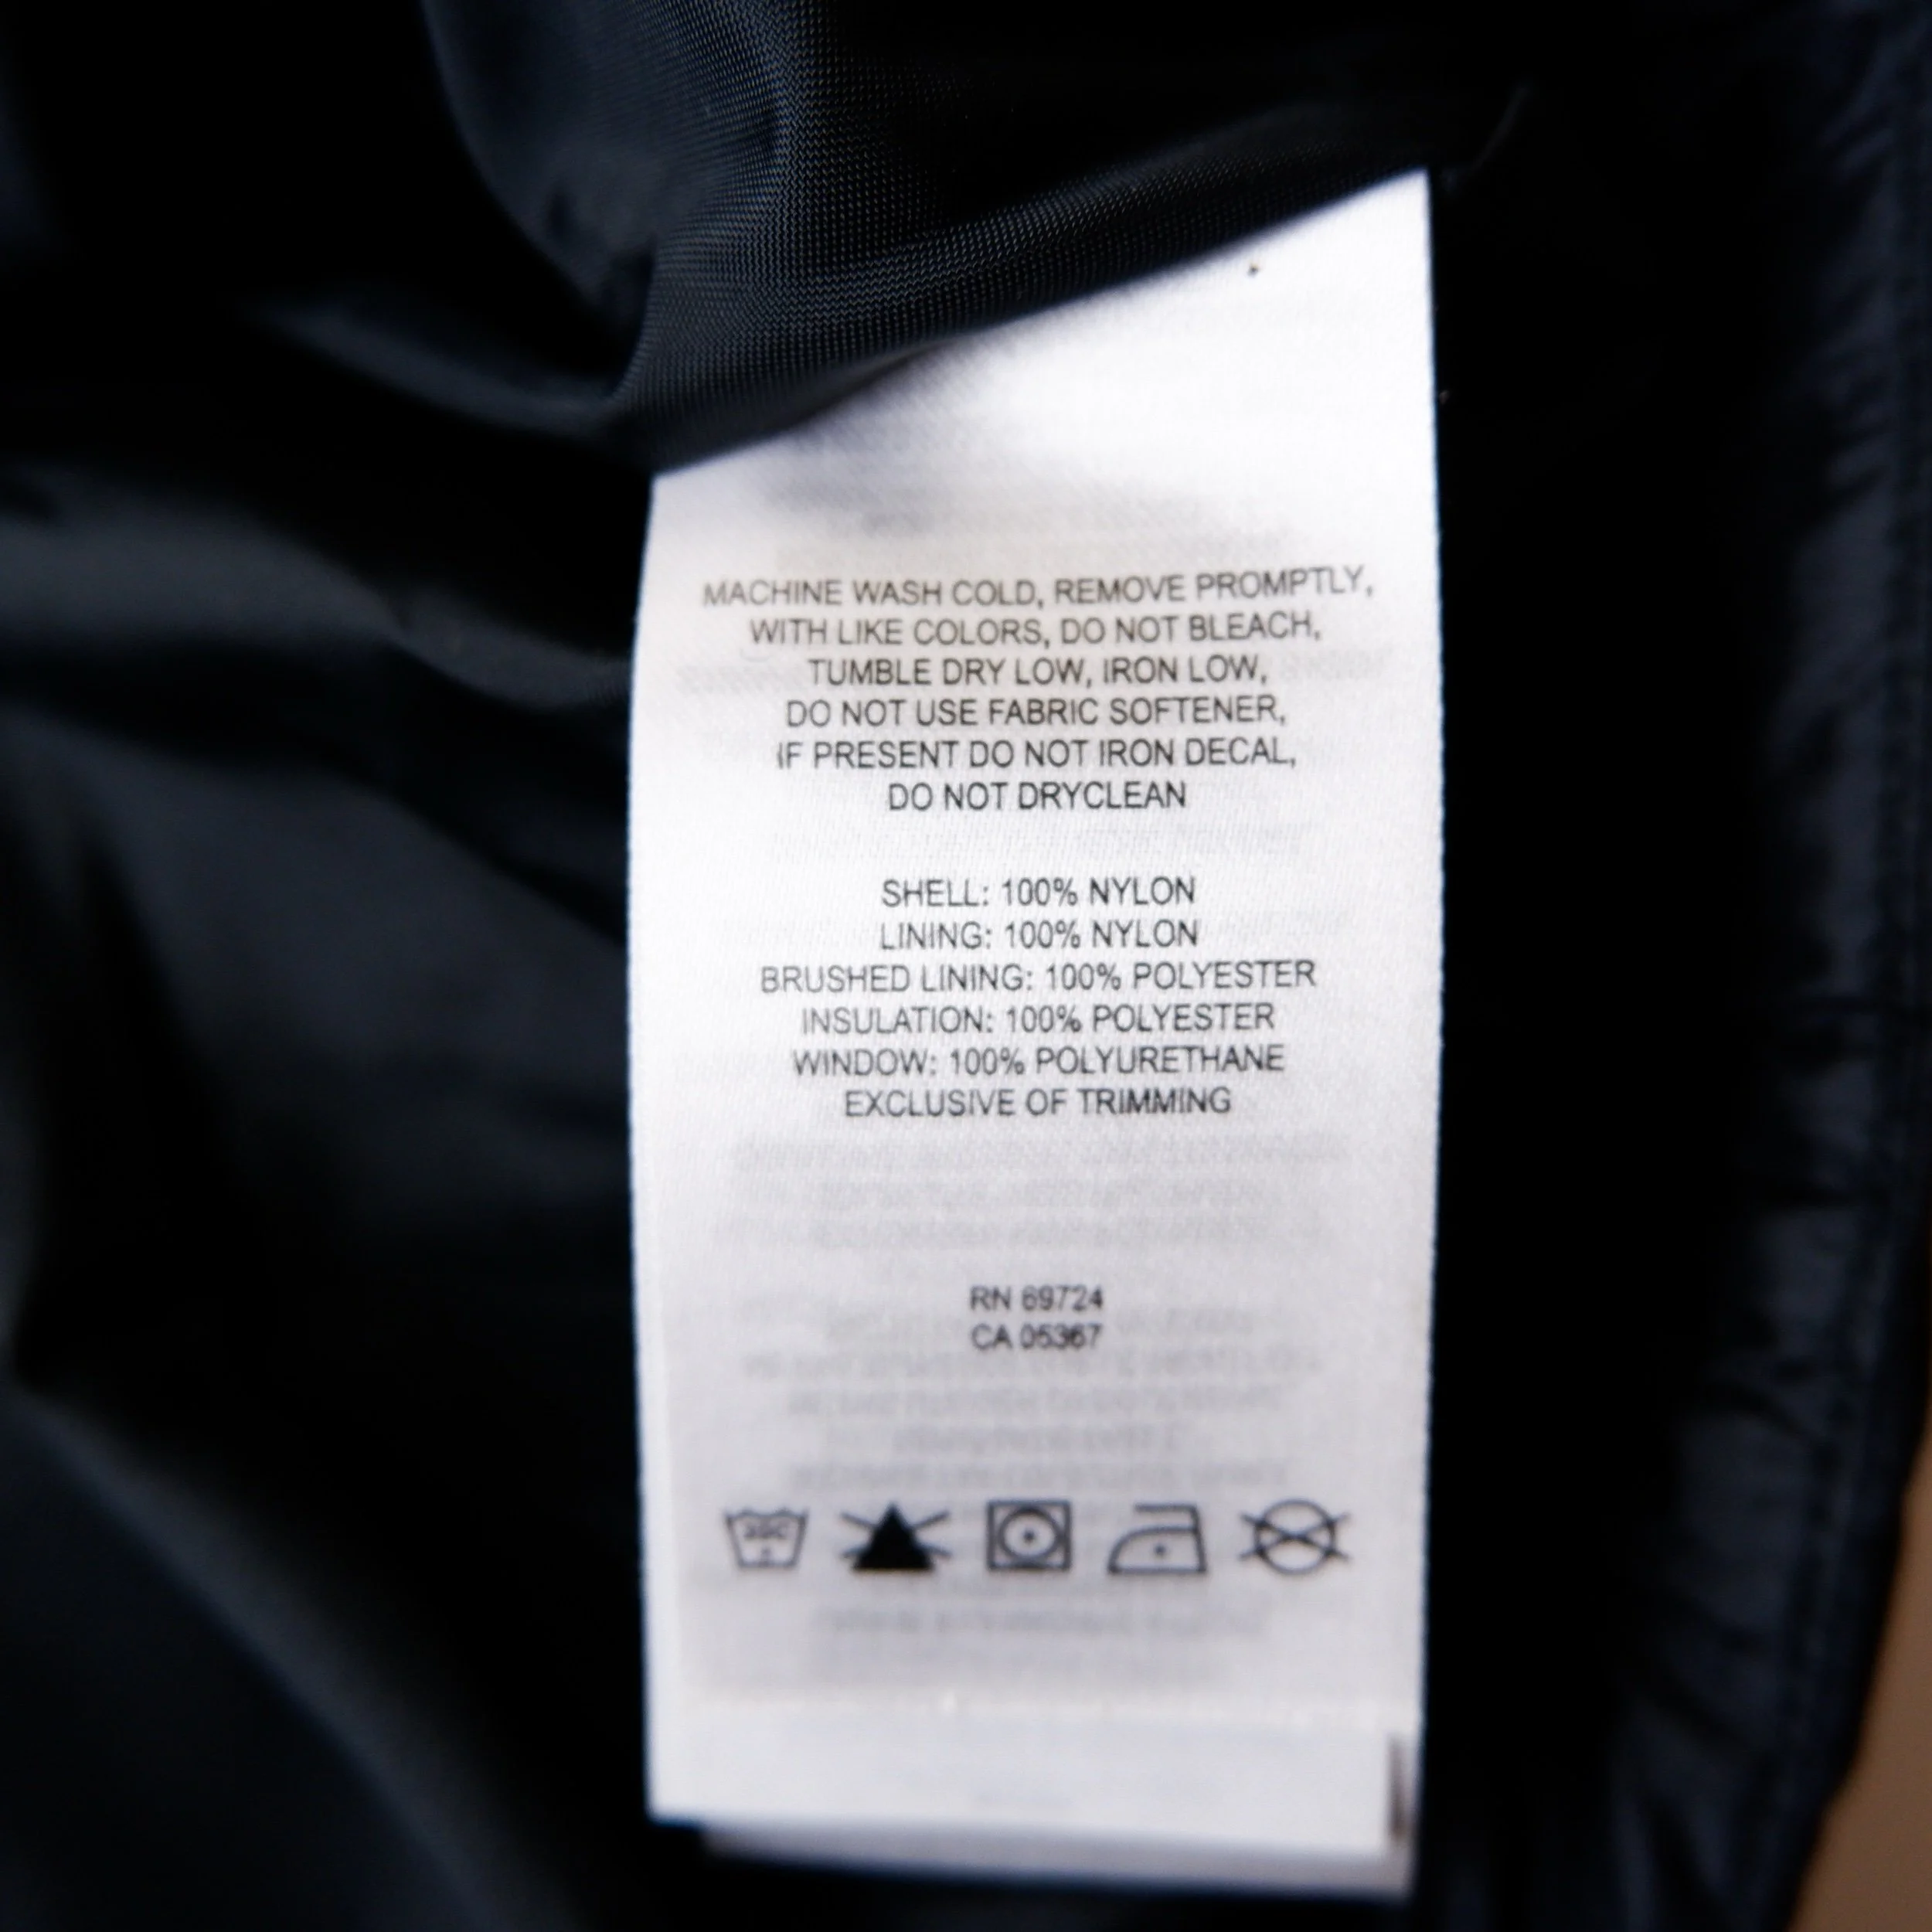 MACHINE WASH COLD, REMOVE PROMPTLY,
WITH LIKE COLORS, DO NOT BLEACH,
TUMBLE DRY LOW, IRON LOW,
DO NOT USE FABRIC SOFTENER,
IF PRESENT DO NOT IRON DECAL,
DO NOT DRYCLEAN
SHELL: 100% NYLON
LINING: 100% NYLON
BRUSHED LINING: 100% POLYESTER
INSULATION: 100% POLYESTER
WINDOW: 100% POLYURETHANE
EXCLUSIVE OF TRIMMING
RN 69724
CA 05367
30C